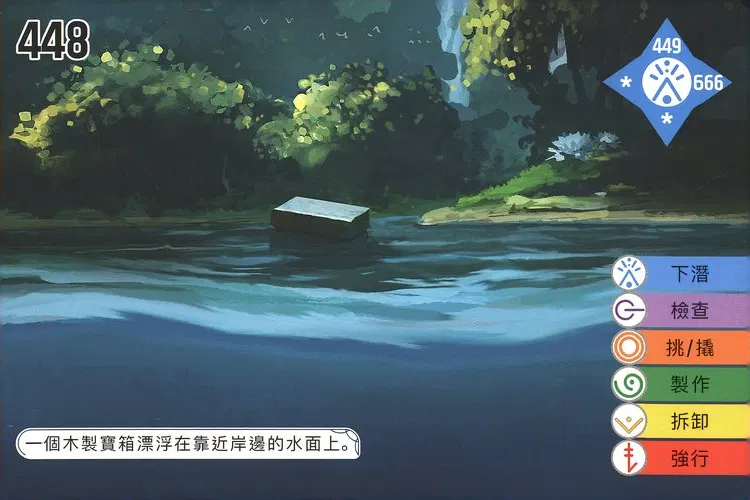 448
449
*
666
*
下潛
檢查
挑/撬
製作
拆卸
強行
一個木製寶箱漂浮在靠近岸邊的水面上。